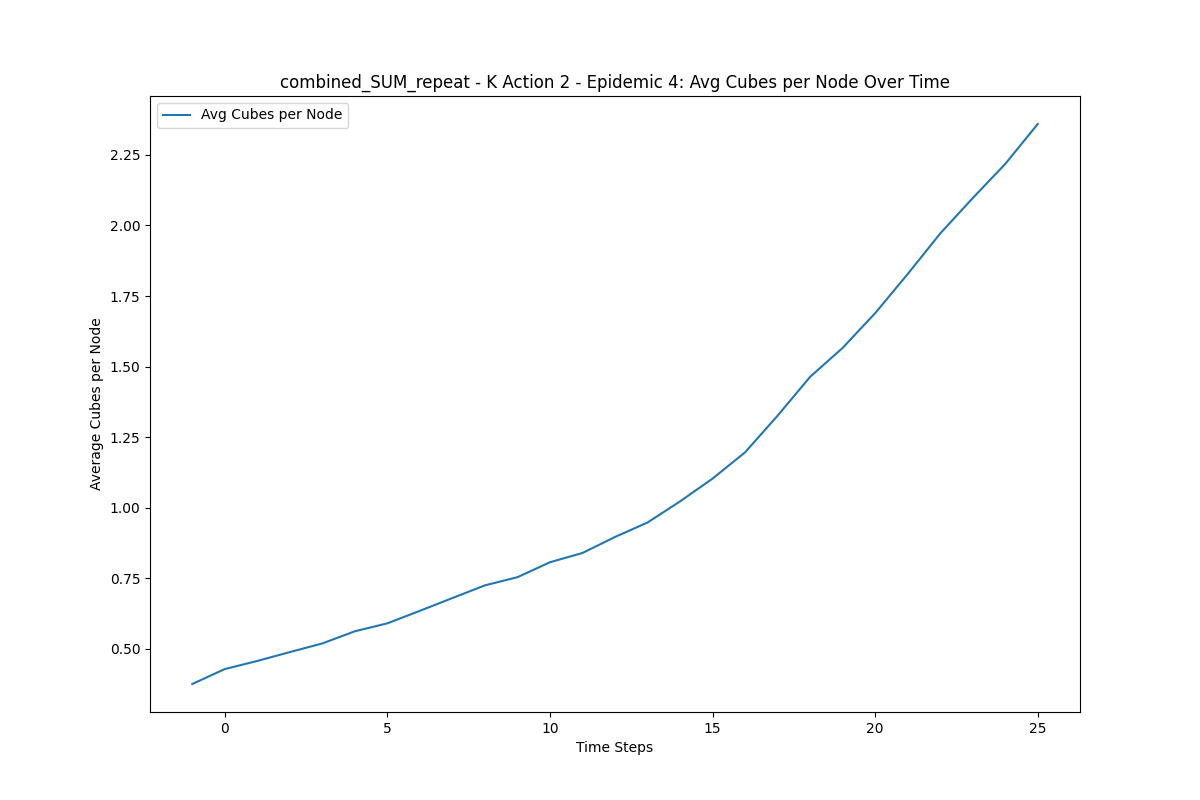 combined_SUM_repeat - K Action 2 - Epidemic 4: Avg Cubes per Node Over Time
Avg Cubes per Node
2.25
2.00
1.75
1.50
1.25
1.00
0.75
0.50
Average Cubes per Node
0 5 10 15 20 25
Time Steps